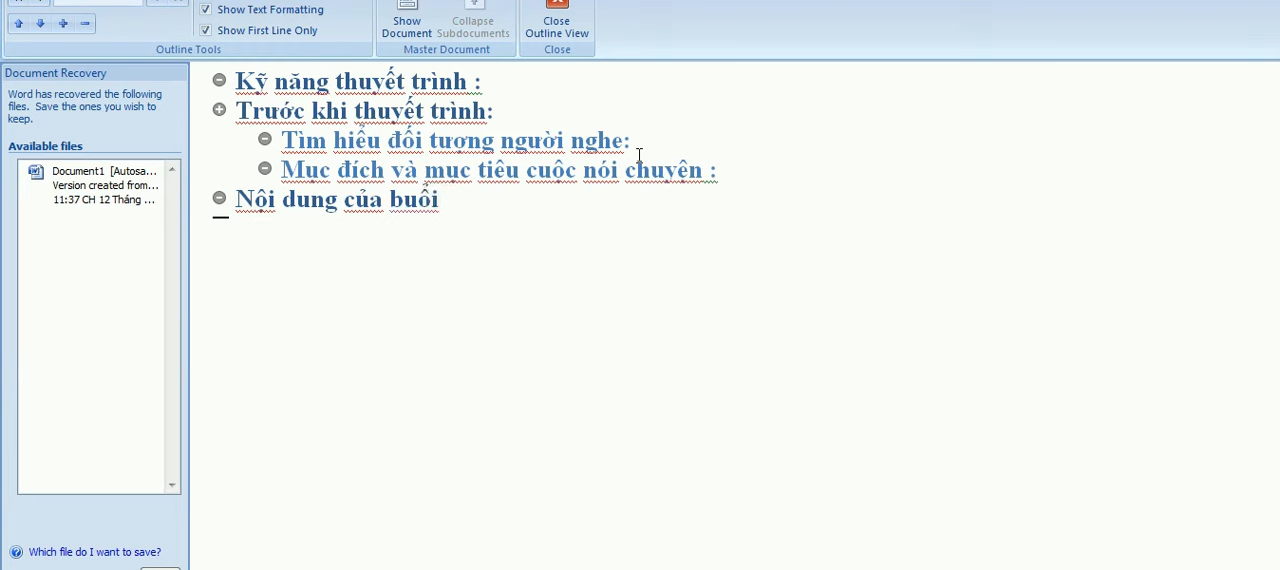 Show Text Formatting
Show First Line Only
Outline Tools
Show Document
Collapse Subdocuments
Master Document
Close Outline View
Close
Document Recovery
Word has recovered the following
files. Save the ones you wish to
keep.
Available files
Document1 [Autosa...
Version created from...
11:37 CH 12 Tháng ...
Which file do I want to save?
Kỹ năng thuyết trình :
Trước khi thuyết trình:
Tìm hiểu đối tượng người nghe:
Mục đích và mục tiêu cuộc nói chuyện :
Nội dung của buổi